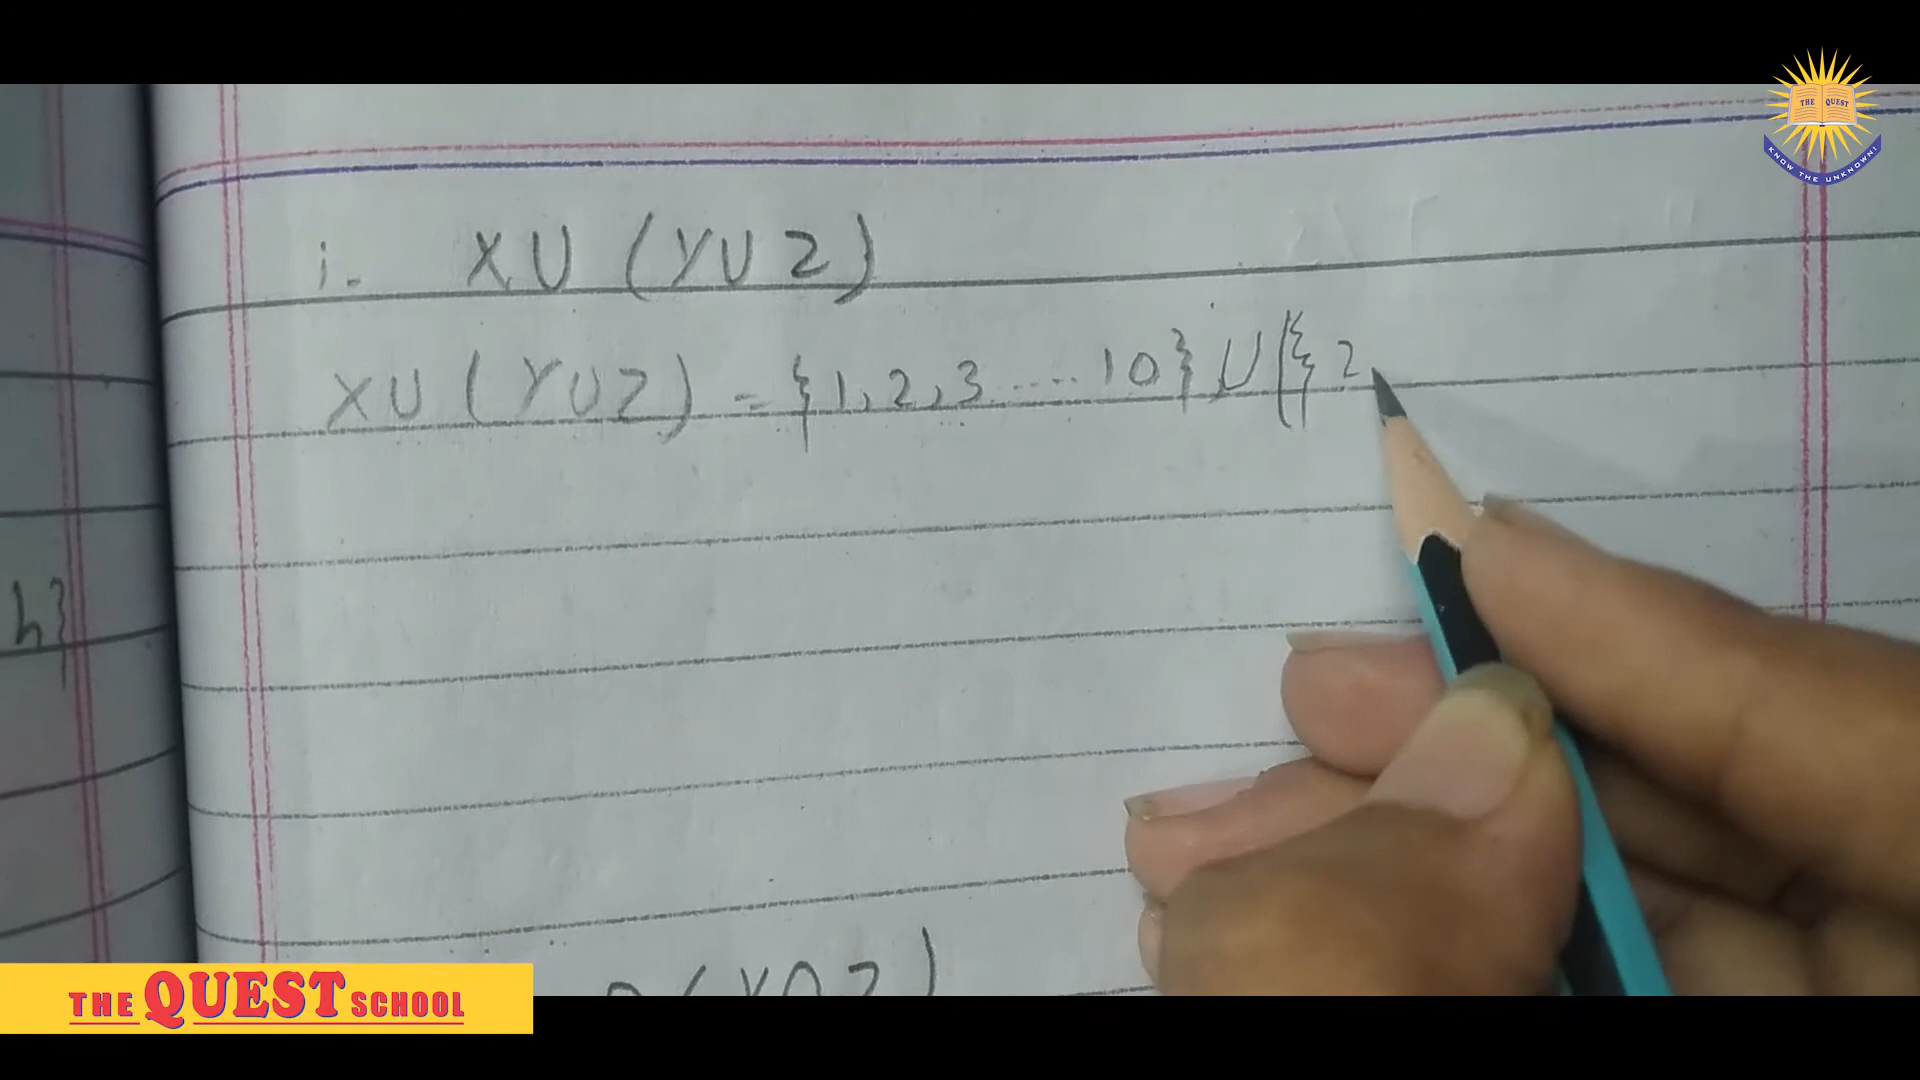 THE QUEST
KNOW THE UNKNOWN!
i. X U (Y U Z)
X U (Y U Z) = {1, 2, 3 .... 10} U ({ 2,
h}
(Y ∩ Z)
THE QUEST SCHOOL